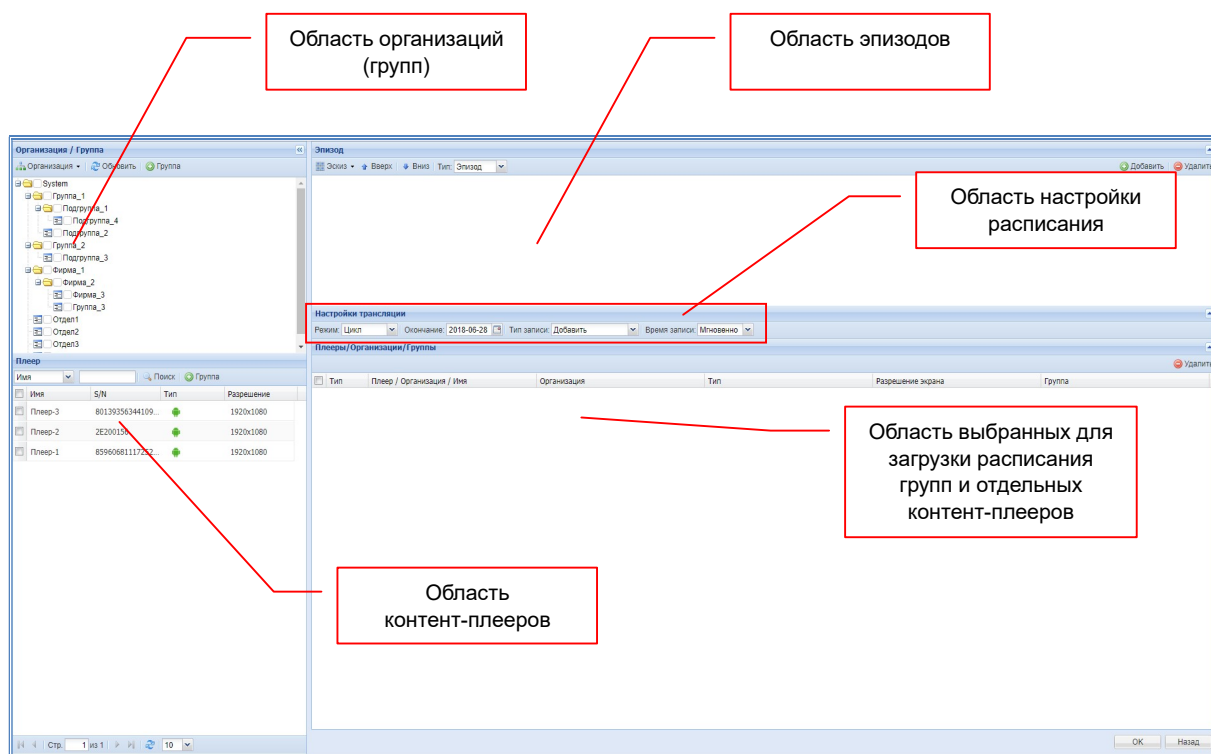 Область организаций
(групп)
Область эпизодов
Организация / Группа
Организация Обновить Группа
System
Группа_1
Подгруппа_1
Подгруппа_4
Подгруппа_2
Группа_2
Подгруппа_3
Фирма_1
Фирма_2
Фирма_3
Группа_3
Отдел1
Отдел2
Отдел3
Эпизод
Эскиз Вверх Вниз Тип: Эпизод Добавить Удалить
Область настройки
расписания
Настройки трансляции
Режим: Цикл Окончание: 2018-06-28 Тип записи: Добавить Время записи: Мгновенно
Плееры/Организации/Группы
Удалить
Тип Плеер / Организация / Имя Организация Тип Разрешение экрана Группа
Плеер
Имя Поиск Группа
Имя S/N Тип Разрешение
Плеер-3 80139356344109... 1920x1080
Плеер-2 1920x1080
Плеер-1 1920x1080
Область выбранных для
загрузки расписания
групп и отдельных
контент-плееров
Область
контент-плееров
Стр. 1 из 1 10
OK Назад